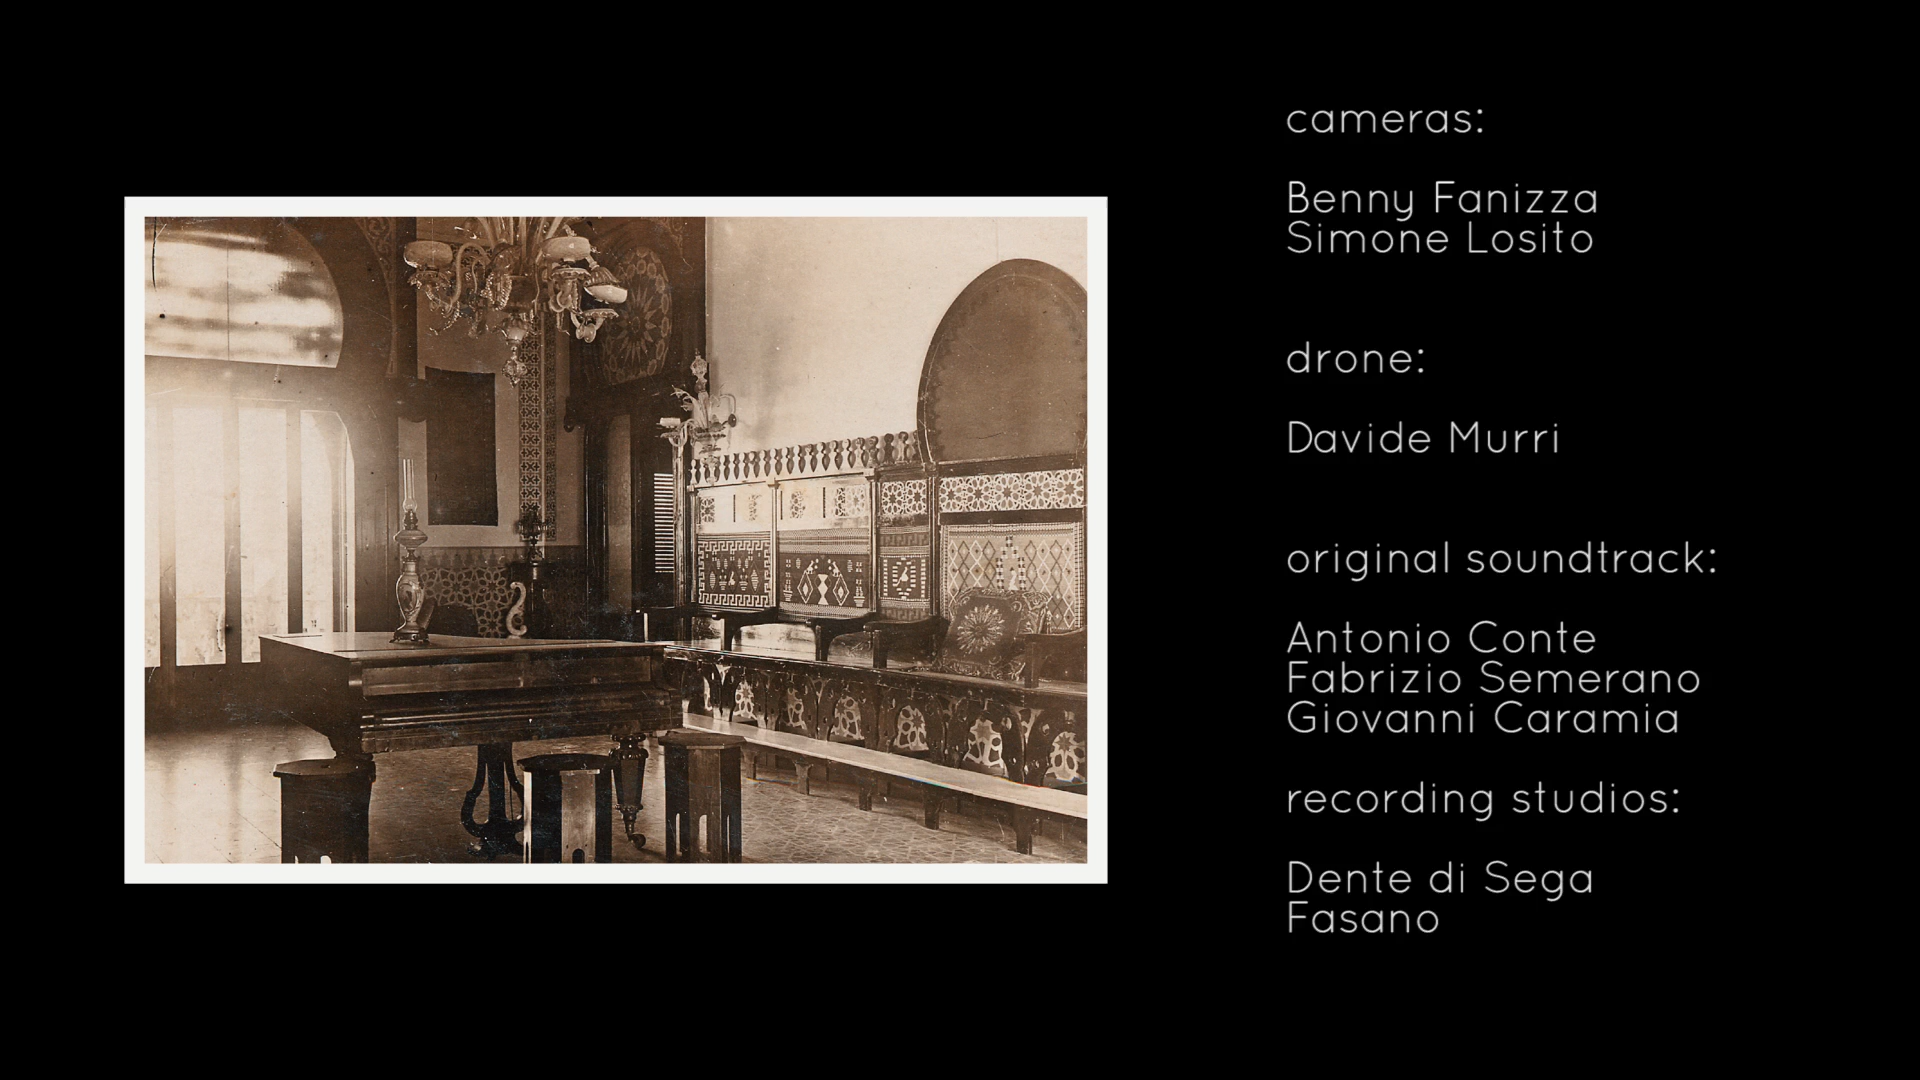 cameras:
Benny Fanizza
Simone Losito
drone:
Davide Murri
original soundtrack:
Antonio Conte
Fabrizio Semerano
Giovanni Caramia
recording studios:
Dente di Sega
Fasano